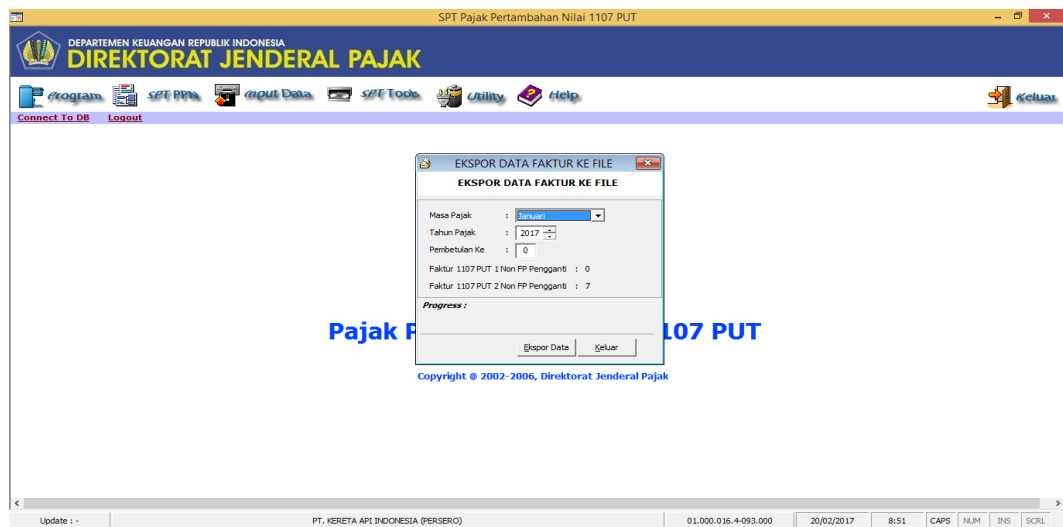 SPT Pajak Pertambahan Nilai 1107 PUT
DEPARTEMEN KEUANGAN REPUBLIK INDONESIA
DIREKTORAT JENDERAL PAJAK
Program SPT PPN Input Data SPT Tools Utility Help Keluar
Connect To DB Logout
EKSPOR DATA FAKTUR KE FILE
EKSPOR DATA FAKTUR KE FILE
Masa Pajak : Januari
Tahun Pajak : 2017
Pembetulan Ke : 0
Faktur 1107 PUT 1 Non FP Pengganti : 0
Faktur 1107 PUT 2 Non FP Pengganti : 7
Progress :
Pajak P 1107 PUT
Ekspor Data Keluar
Copyright @ 2002-2006, Direktorat Jenderal Pajak
Update : - PT. KERETA API INDONESIA (PERSERO) 01.000.016.4-093.000 20/02/2017 8:51 CAPS NUM INS SCRL